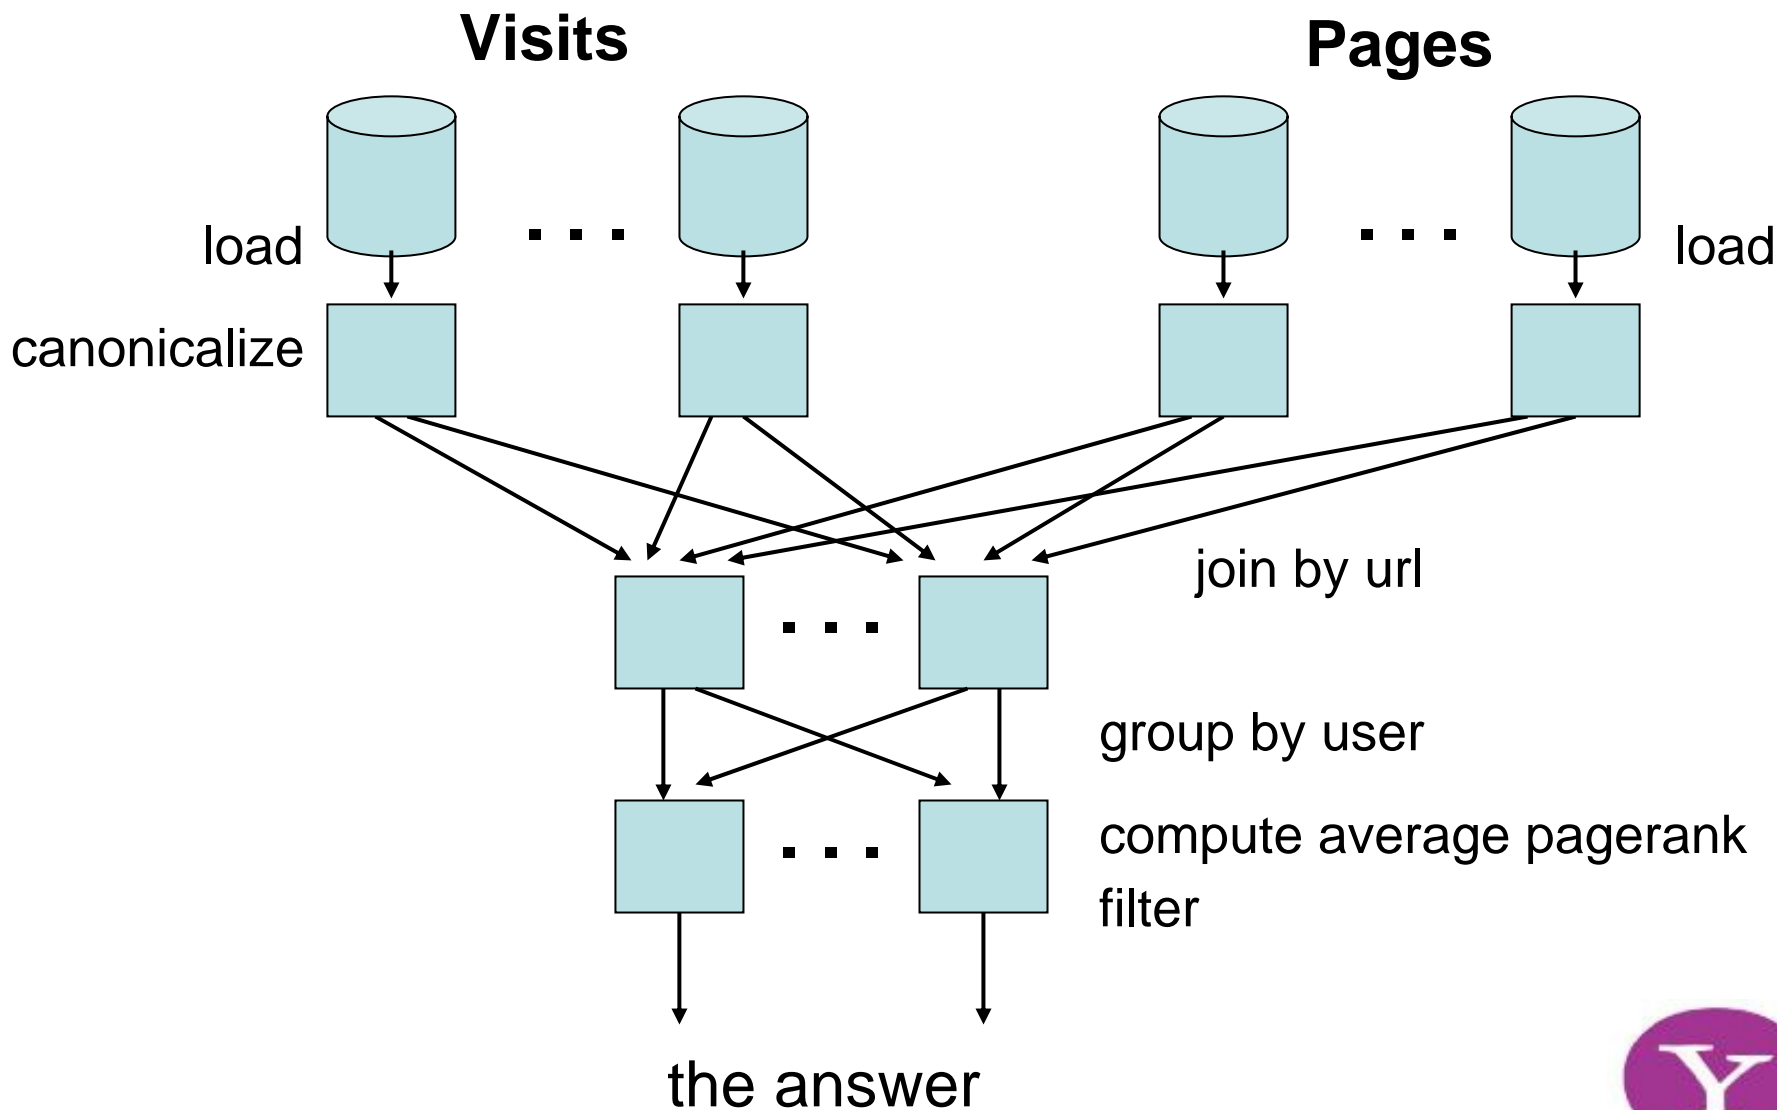 Visits
Pages
load
. . .
. . .
load
canonicalize
join by url
. . .
group by user
. . .
compute average pagerank
filter
the answer
Y